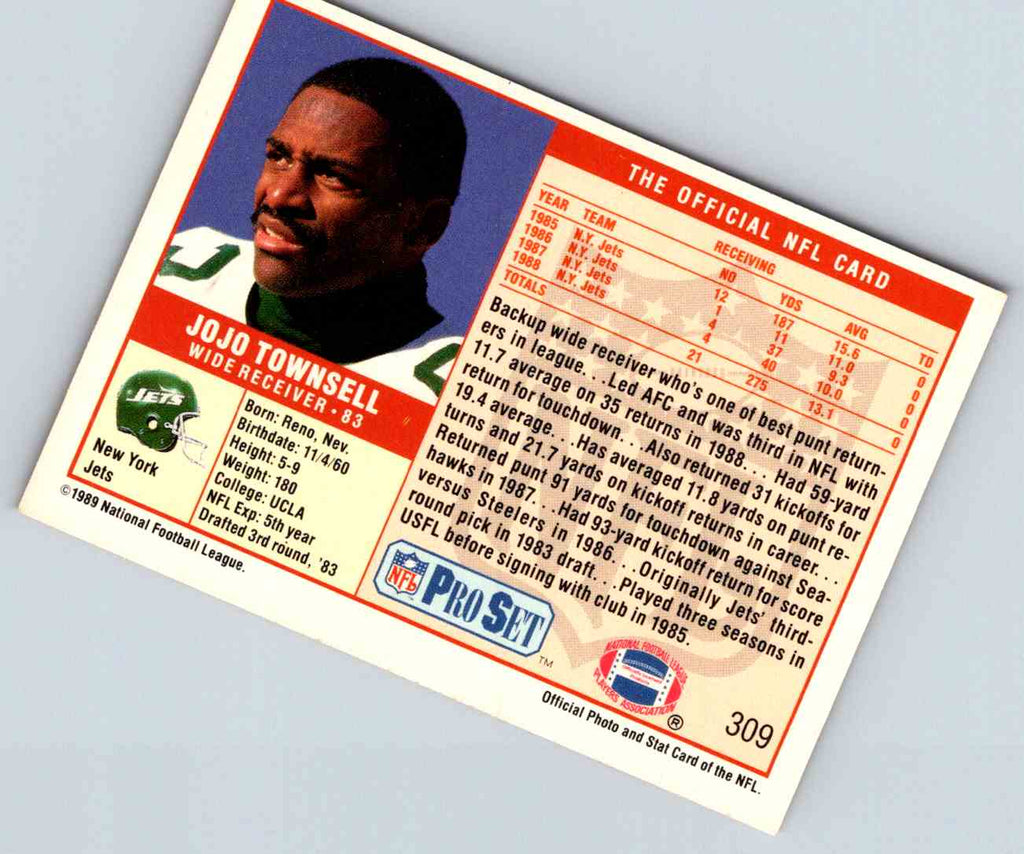 THE OFFICIAL NFL CARD
YEAR TEAM RECEIVING
NO YDS AVG TD
1985 N.Y. Jets 12 187 15.6 0
1986 N.Y. Jets 1 11 11.0 0
1987 N.Y. Jets 4 37 9.3 0
1988 N.Y. Jets 4 40 10.0 0
TOTALS 21 275 13.1 0
Backup wide receiver who's one of best punt return-
ers in league. . .Led AFC and was third in NFL with
11.7 average on 35 returns in 1988. . . Had 59-yard
return for touchdown. . .Also returned 31 kickoffs for
19.4 average. . .Has averaged 11.8 yards on punt re-
turns and 21.7 yards on kickoff returns in career. . .
Returned punt 91 yards for touchdown against Sea-
hawks in 1987. . .Had 93-yard kickoff return for score
versus Steelers in 1986. . .Originally Jets' third-
round pick in 1983 draft. . .Played three seasons in
USFL before signing with club in 1985.
JOJO TOWNSELL
WIDE RECEIVER • 83
JETS
New York
Jets
Born: Reno, Nev.
Birthdate: 11/4/60
Height: 5-9
Weight: 180
College: UCLA
NFL Exp: 5th year
Drafted 3rd round, '83
©1989 National Football League.
NFL PRO SET ™
NATIONAL FOOTBALL LEAGUE
PLAYERS ASSOCIATION
®
309
Official Photo and Stat Card of the NFL.